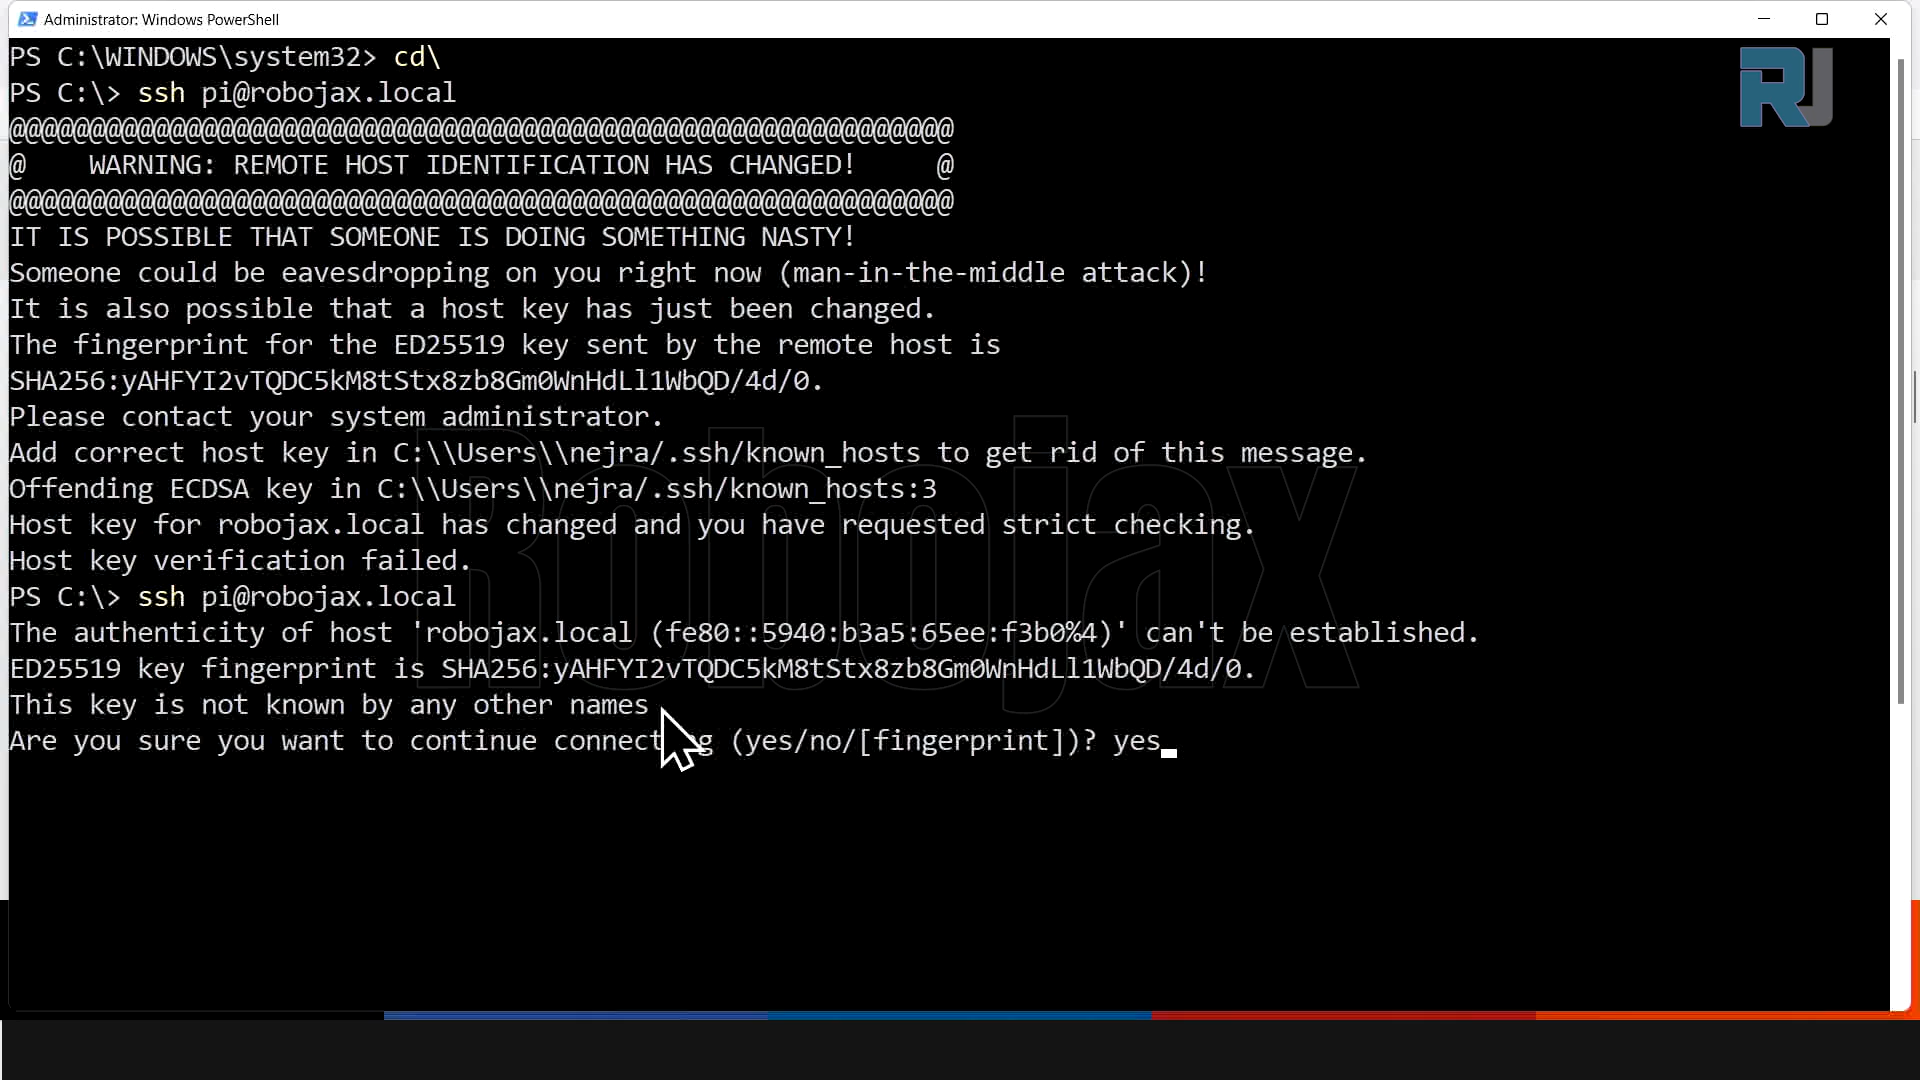 Administrator: Windows PowerShell
PS C:\WINDOWS\system32> cd\
PS C:\> ssh pi@robojax.local
@@@@@@@@@@@@@@@@@@@@@@@@@@@@@@@@@@@@@@@@@@@@@@@@@@@@@@@@@@@
@    WARNING: REMOTE HOST IDENTIFICATION HAS CHANGED!     @
@@@@@@@@@@@@@@@@@@@@@@@@@@@@@@@@@@@@@@@@@@@@@@@@@@@@@@@@@@@
IT IS POSSIBLE THAT SOMEONE IS DOING SOMETHING NASTY!
Someone could be eavesdropping on you right now (man-in-the-middle attack)!
It is also possible that a host key has just been changed.
The fingerprint for the ED25519 key sent by the remote host is
SHA256:yAHFYI2vTQDC5kM8tStx8zb8Gm0WnHdLl1WbQD/4d/0.
Please contact your system administrator.
Add correct host key in C:\\Users\\nejra/.ssh/known_hosts to get rid of this message.
Offending ECDSA key in C:\\Users\\nejra/.ssh/known_hosts:3
Host key for robojax.local has changed and you have requested strict checking.
Host key verification failed.
PS C:\> ssh pi@robojax.local
The authenticity of host 'robojax.local (fe80::5940:b3a5:65ee:f3b0%4)' can't be established.
ED25519 key fingerprint is SHA256:yAHFYI2vTQDC5kM8tStx8zb8Gm0WnHdLl1WbQD/4d/0.
This key is not known by any other names
Are you sure you want to continue connecting (yes/no/[fingerprint])? yes
RJ
Robojax